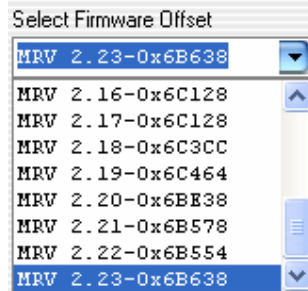 Select Firmware Offset
MRV 2.23-0x6B638
MRV 2.16-0x6C128
MRV 2.17-0x6C128
MRV 2.18-0x6C3CC
MRV 2.19-0x6C464
MRV 2.20-0x6BE38
MRV 2.21-0x6B578
MRV 2.22-0x6B554
MRV 2.23-0x6B638